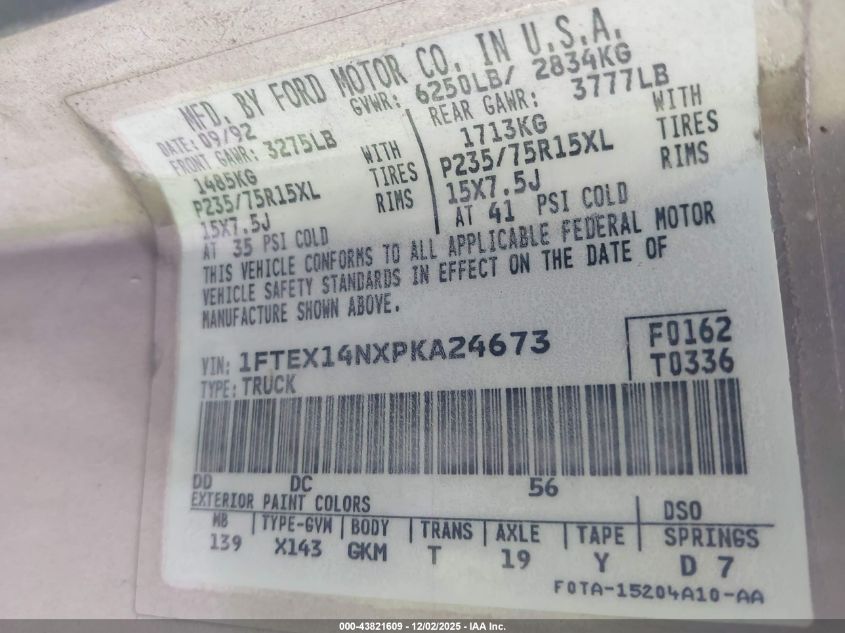 MFD. BY FORD MOTOR CO. IN U.S.A.
DATE: 09/92 GVWR: 6250LB/ 2834KG
FRONT GAWR: 3275LB REAR GAWR: 3777LB
1485KG WITH 1713KG WITH
P235/75R15XL TIRES P235/75R15XL TIRES
15X7.5J RIMS 15X7.5J RIMS
AT 35 PSI COLD AT 41 PSI COLD
THIS VEHICLE CONFORMS TO ALL APPLICABLE FEDERAL MOTOR
VEHICLE SAFETY STANDARDS IN EFFECT ON THE DATE OF
MANUFACTURE SHOWN ABOVE.
VIN: 1FTEX14NXPKA24673 F0162
TYPE: TRUCK T0336
DD DC 56
EXTERIOR PAINT COLORS DSO
WB TYPE-GVW BODY TRANS AXLE TAPE SPRINGS
139 X143 GKM T 19 Y D 7
F0TA-15204A10-AA
000-43821609 - 12/02/2025 - IAA Inc.